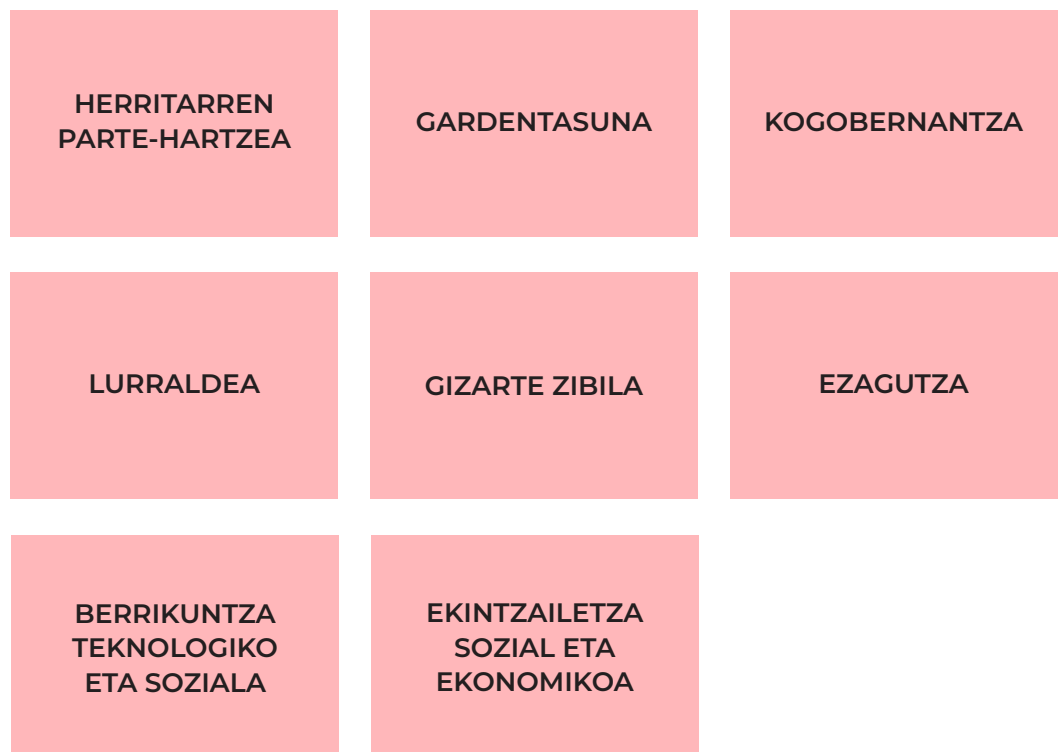 HERRITARREN
PARTE-HARTZEA
GARDENTASUNA
KOGOBERNANTZA
LURRALDEA
GIZARTE ZIBILA
EZAGUTZA
BERRIKUNTZA
TEKNOLOGIKO
ETA SOZIALA
EKINTZAILETZA
SOZIAL ETA
EKONOMIKOA